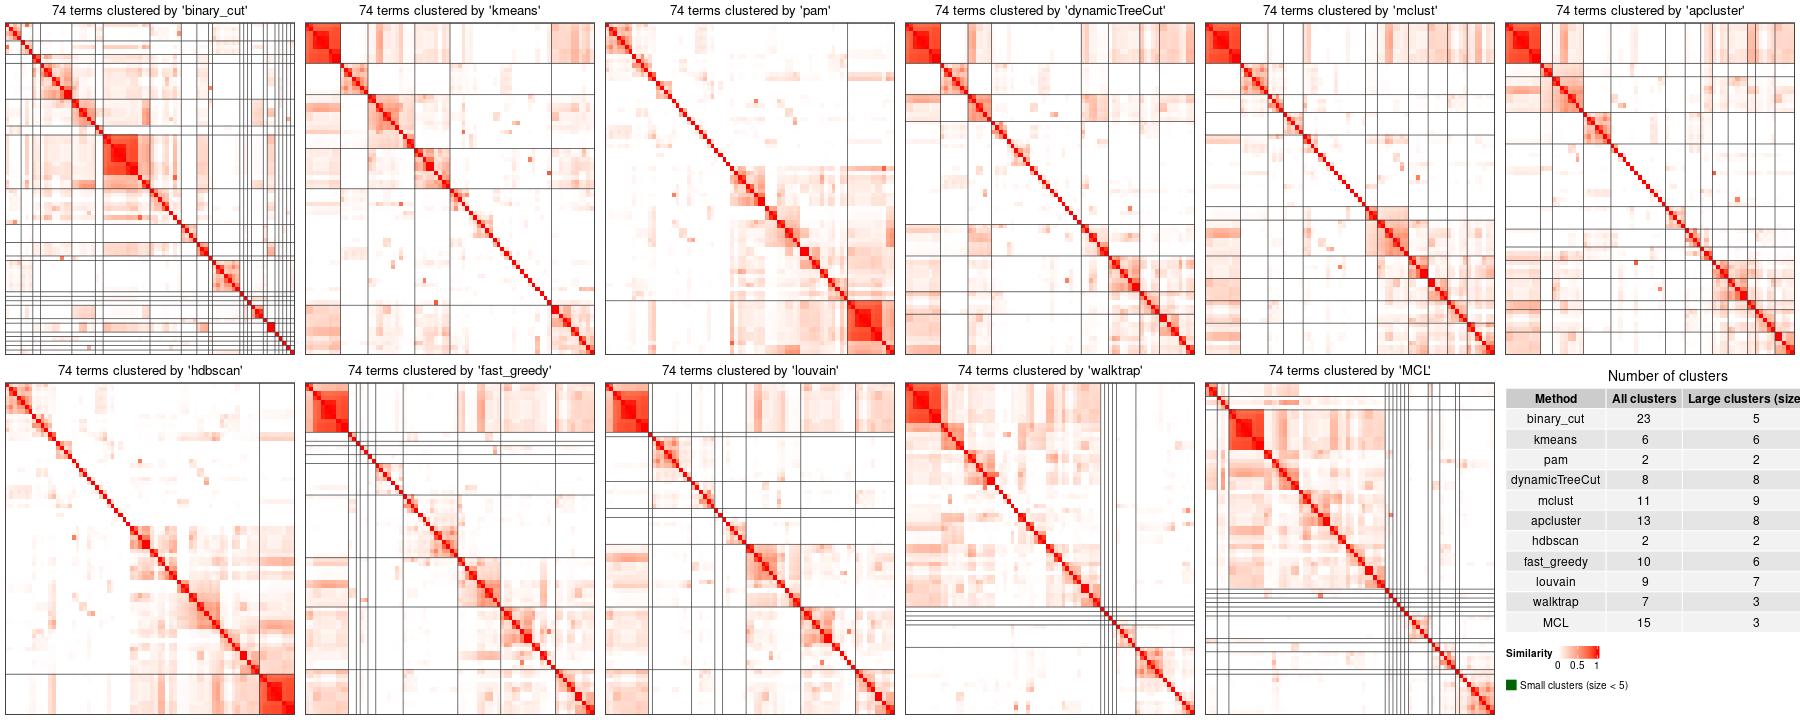 74 terms clustered by 'binary_cut'
74 terms clustered by 'kmeans'
74 terms clustered by 'pam'
74 terms clustered by 'dynamicTreeCut'
74 terms clustered by 'mclust'
74 terms clustered by 'apcluster'
74 terms clustered by 'hdbscan'
74 terms clustered by 'fast_greedy'
74 terms clustered by 'louvain'
74 terms clustered by 'walktrap'
74 terms clustered by 'MCL'
Number of clusters
Method All clusters Large clusters (size
binary_cut 23 5
kmeans 6 6
pam 2 2
dynamicTreeCut 8 8
mclust 11 9
apcluster 13 8
hdbscan 2 2
fast_greedy 10 6
louvain 9 7
walktrap 7 3
MCL 15 3
Similarity
0 0.5 1
Small clusters (size < 5)